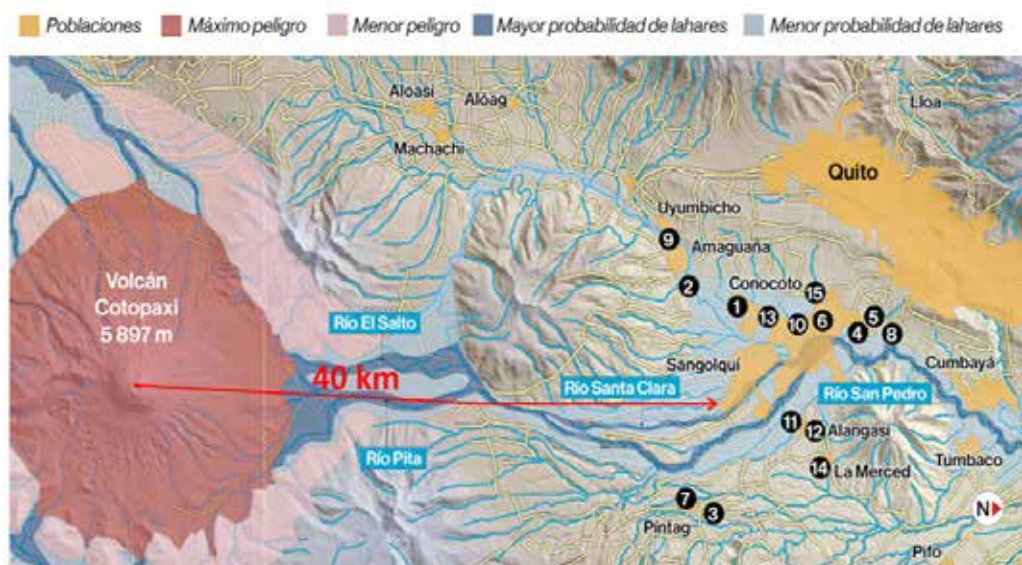 Poblaciones
Máximo peligro
Menor peligro
Mayor probabilidad de lahares
Menor probabilidad de lahares
Aloasi
Alóag
Lloa
Machachi
Quito
Uyumbicho
9
Amaguaña
Volcán
Cotopaxi
5 897 m
2
Conocoto
15
1
13
10
6
5
4
8
Río El Salto
Sangolquí
Cumbayá
40 km
Río Santa Clara
Río San Pedro
11
12
Alangasí
Río Pita
14
La Merced
Tumbaco
7
3
Píntag
N
Pifo